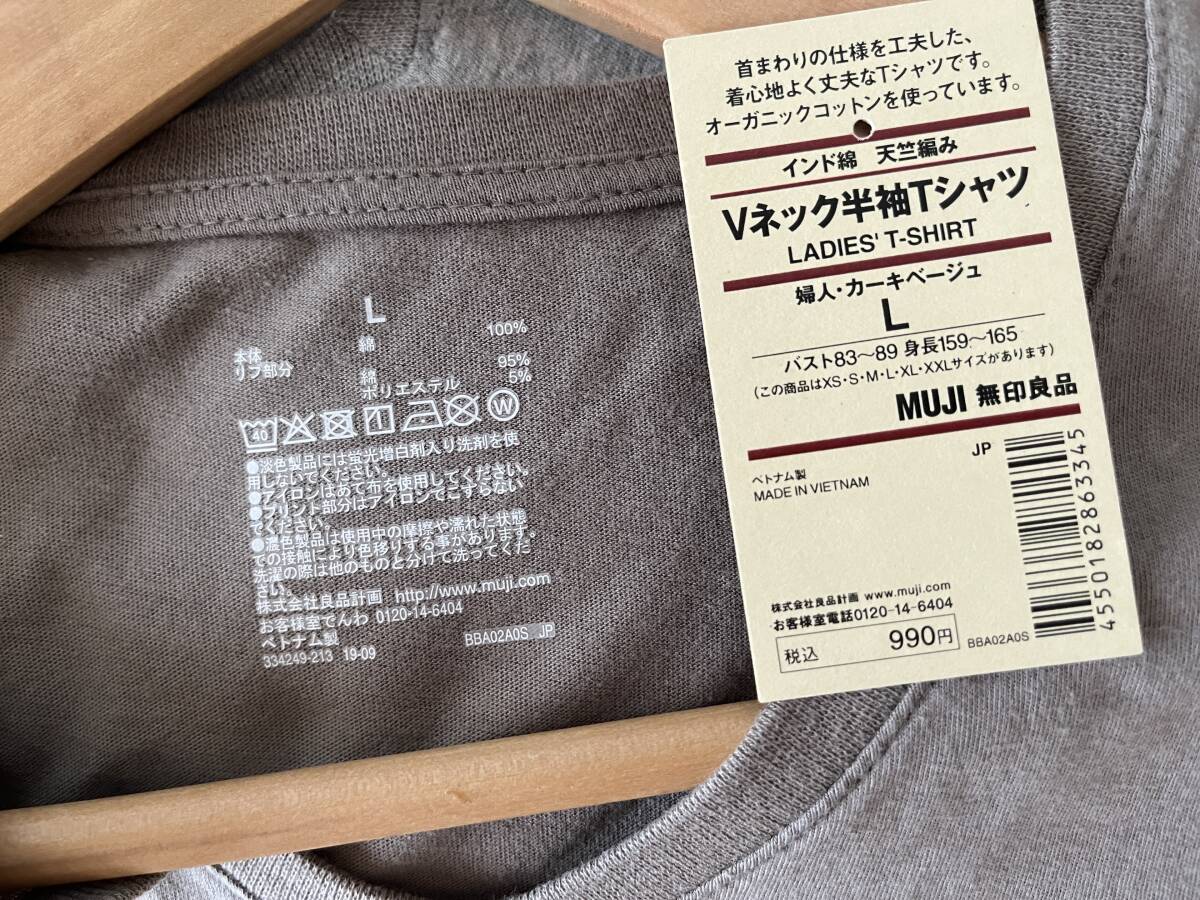 L
本体 綿 100%
リブ部分 綿 95%
ポリエステル 5%
40
W
●淡色製品には蛍光増白剤入り洗剤を使
用しないでください。
●アイロンはあて布を使用してください。
●プリント部分はアイロンでこすらない
でください。
●濃色製品は使用中の摩擦や濡れた状態
での接触により色移りする事があります。
洗濯の際は他のものと分けて洗ってくだ
さい。
株式会社良品計画 http://www.muji.com
お客様室でんわ 0120-14-6404
ベトナム製
334249-213 19-09
BBA02A0S JP
首まわりの仕様を工夫した、
着心地よく丈夫なTシャツです。
オーガニックコットンを使っています。
インド綿 天竺編み
Vネック半袖Tシャツ
LADIES' T-SHIRT
婦人・カーキベージュ
L
バスト83〜89 身長159〜165
(この商品はXS・S・M・L・XL・XXLサイズがあります)
MUJI 無印良品
JP
ベトナム製
MADE IN VIETNAM
4550182863345
株式会社良品計画 www.muji.com
お客様室電話0120-14-6404
税込 990円
BBA02A0S